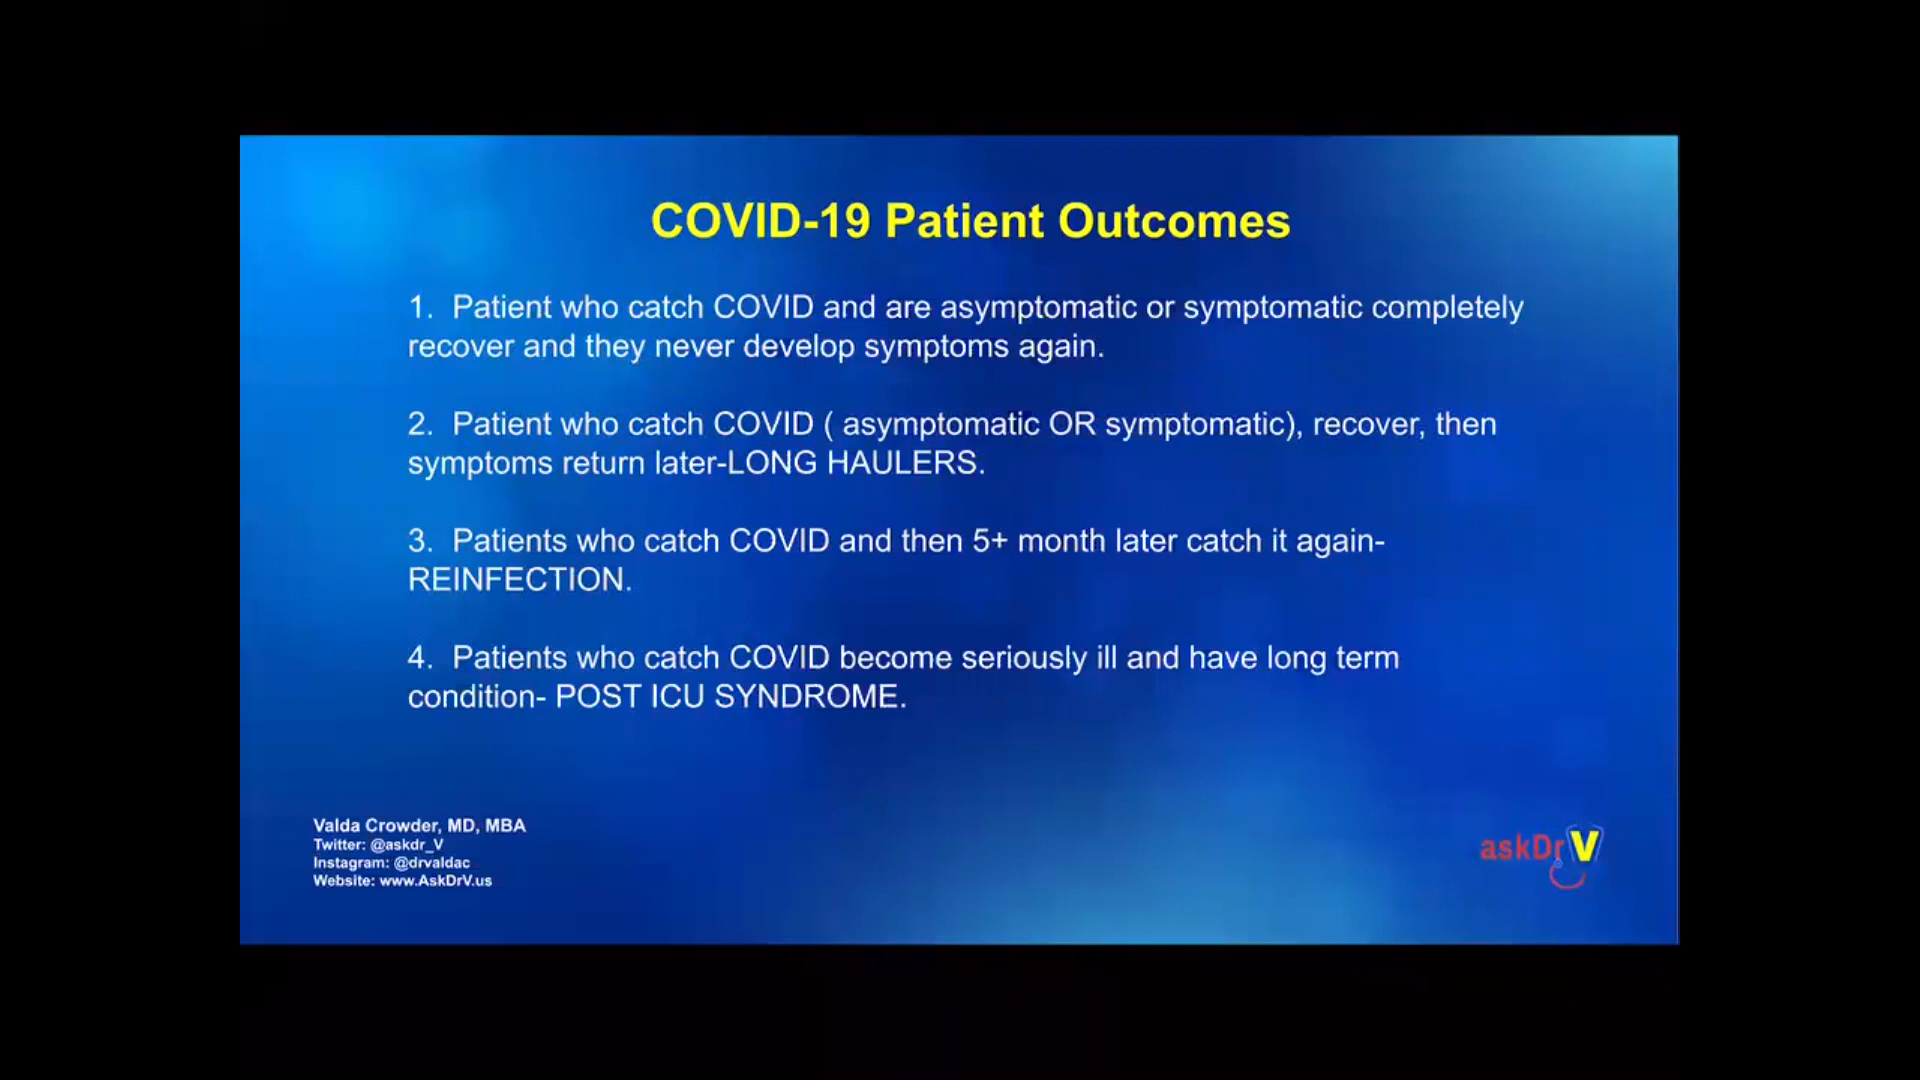 COVID-19 Patient Outcomes
1. Patient who catch COVID and are asymptomatic or symptomatic completely
recover and they never develop symptoms again.
2. Patient who catch COVID ( asymptomatic OR symptomatic), recover, then
symptoms return later-LONG HAULERS.
3. Patients who catch COVID and then 5+ month later catch it again-
REINFECTION.
4. Patients who catch COVID become seriously ill and have long term
condition- POST ICU SYNDROME.
Valda Crowder, MD, MBA
Twitter: @askdr_V
Instagram: @drvaldac
Website: www.AskDrV.us
askDrV